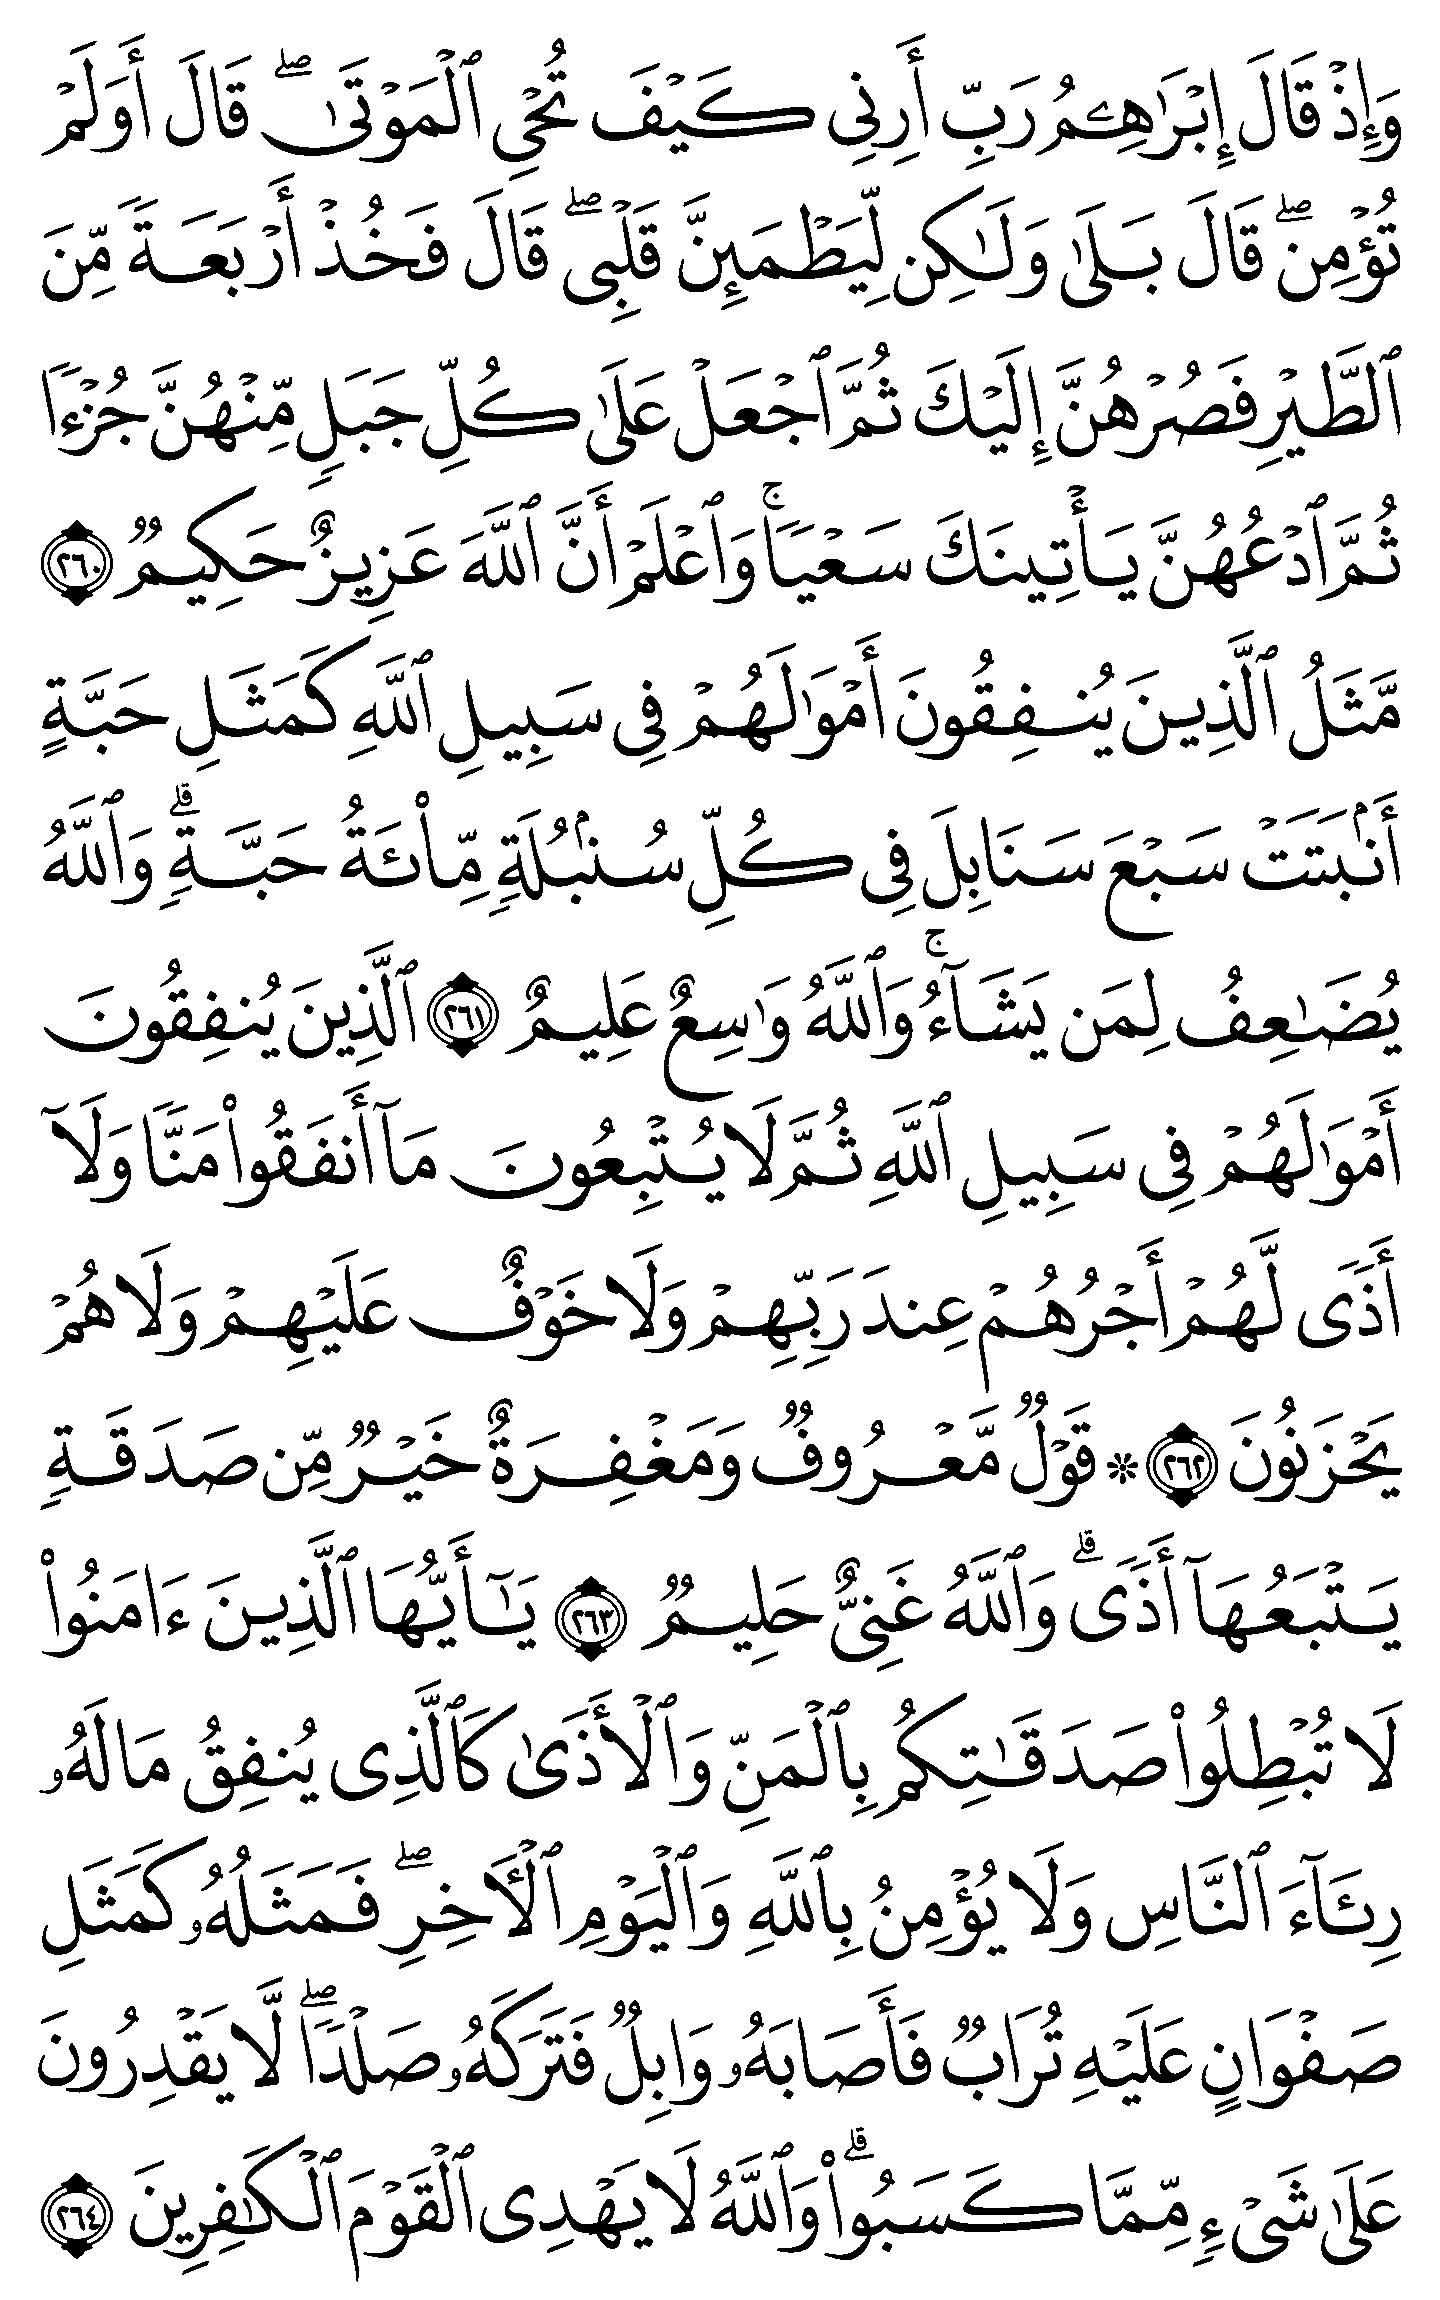 وَإِذْ قَالَ إِبْرَٰهِـۧمُ رَبِّ أَرِنِى كَيْفَ تُحْىِ ٱلْمَوْتَىٰ ۖ قَالَ أَوَلَمْ
تُؤْمِن ۖ قَالَ بَلَىٰ وَلَـٰكِن لِّيَطْمَئِنَّ قَلْبِى ۖ قَالَ فَخُذْ أَرْبَعَةً مِّنَ
ٱلطَّيْرِ فَصُرْهُنَّ إِلَيْكَ ثُمَّ ٱجْعَلْ عَلَىٰ كُلِّ جَبَلٍ مِّنْهُنَّ جُزْءًا
ثُمَّ ٱدْعُهُنَّ يَأْتِينَكَ سَعْيًا ۚ وَٱعْلَمْ أَنَّ ٱللَّهَ عَزِيزٌ حَكِيمٌ ٢٦٠
مَّثَلُ ٱلَّذِينَ يُنفِقُونَ أَمْوَٰلَهُمْ فِى سَبِيلِ ٱللَّهِ كَمَثَلِ حَبَّةٍ
أَنۢبَتَتْ سَبْعَ سَنَابِلَ فِى كُلِّ سُنۢبُلَةٍ مِّا۟ئَةُ حَبَّةٍ ۗ وَٱللَّهُ
يُضَـٰعِفُ لِمَن يَشَآءُ ۚ وَٱللَّهُ وَٰسِعٌ عَلِيمٌ ٢٦١ ٱلَّذِينَ يُنفِقُونَ
أَمْوَٰلَهُمْ فِى سَبِيلِ ٱللَّهِ ثُمَّ لَا يُتْبِعُونَ مَآ أَنفَقُوا۟ مَنًّا وَلَآ
أَذًى لَّهُمْ أَجْرُهُمْ عِندَ رَبِّهِمْ وَلَا خَوْفٌ عَلَيْهِمْ وَلَا هُمْ
يَحْزَنُونَ ٢٦٢ ۞ قَوْلٌ مَّعْرُوفٌ وَمَغْفِرَةٌ خَيْرٌ مِّن صَدَقَةٍ
يَتْبَعُهَآ أَذًى ۗ وَٱللَّهُ غَنِىٌّ حَلِيمٌ ٢٦٣ يَـٰٓأَيُّهَا ٱلَّذِينَ ءَامَنُوا۟
لَا تُبْطِلُوا۟ صَدَقَـٰتِكُم بِٱلْمَنِّ وَٱلْأَذَىٰ كَٱلَّذِى يُنفِقُ مَالَهُۥ
رِئَآءَ ٱلنَّاسِ وَلَا يُؤْمِنُ بِٱللَّهِ وَٱلْيَوْمِ ٱلْـَٔاخِرِ ۖ فَمَثَلُهُۥ كَمَثَلِ
صَفْوَانٍ عَلَيْهِ تُرَابٌ فَأَصَابَهُۥ وَابِلٌ فَتَرَكَهُۥ صَلْدًا ۖ لَّا يَقْدِرُونَ
عَلَىٰ شَىْءٍ مِّمَّا كَسَبُوا۟ ۗ وَٱللَّهُ لَا يَهْدِى ٱلْقَوْمَ ٱلْكَـٰفِرِينَ ٢٦٤